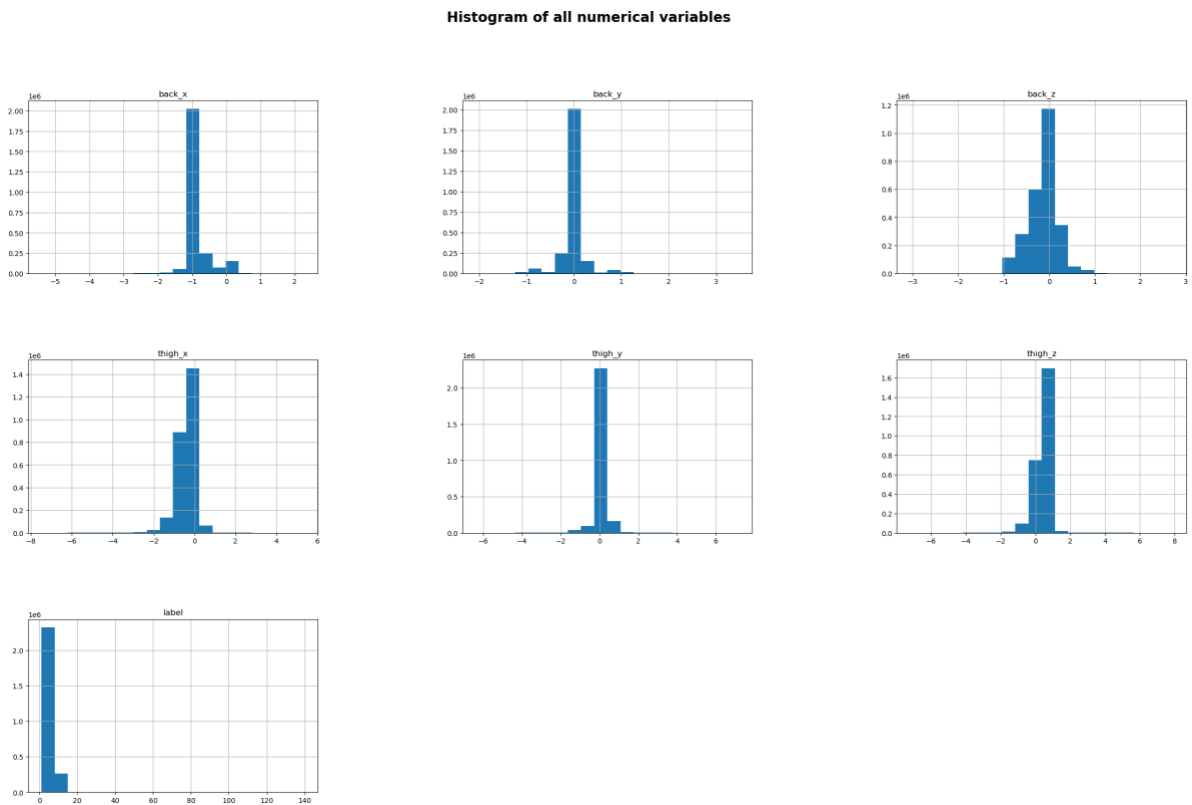 Histogram of all numerical variables
back_x
1e6
2.00
1.75
1.50
1.25
1.00
0.75
0.50
0.25
0.00
−5 −4 −3 −2 −1 0 1 2
back_y
1e6
2.00
1.75
1.50
1.25
1.00
0.75
0.50
0.25
0.00
−2 −1 0 1 2 3
back_z
1e6
1.2
1.0
0.8
0.6
0.4
0.2
0.0
−3 −2 −1 0 1 2 3
thigh_x
1e6
1.4
1.2
1.0
0.8
0.6
0.4
0.2
0.0
−8 −6 −4 −2 0 2 4 6
thigh_y
1e6
2.0
1.5
1.0
0.5
0.0
−6 −4 −2 0 2 4 6
thigh_z
1e6
1.6
1.4
1.2
1.0
0.8
0.6
0.4
0.2
0.0
−6 −4 −2 0 2 4 6 8
label
1e6
2.0
1.5
1.0
0.5
0.0
0 20 40 60 80 100 120 140